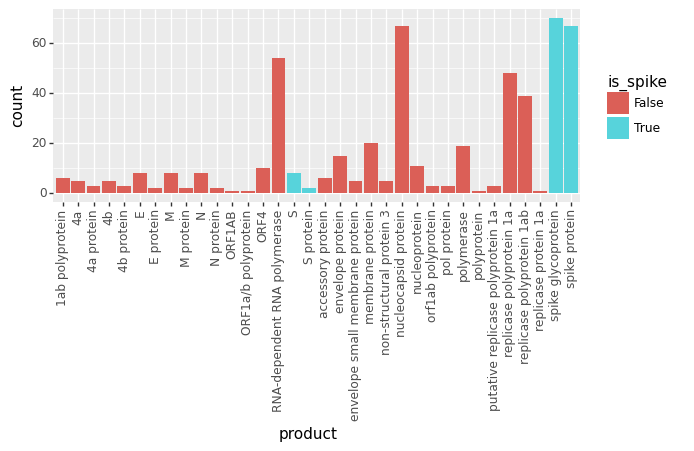 60
40
20
0
count
1ab polyprotein
4a
4a protein
4b
4b protein
E
E protein
M
M protein
N
N protein
ORF1AB
ORF1a/b polyprotein
ORF4
RNA-dependent RNA polymerase
S
S protein
accessory protein
envelope protein
envelope small membrane protein
membrane protein
non-structural protein 3
nucleocapsid protein
nucleoprotein
orf1ab polyprotein
pol protein
polymerase
polyprotein
putative replicase polyprotein 1a
replicase polyprotein 1a
replicase polyprotein 1ab
replicase protein 1a
spike glycoprotein
spike protein
product
is_spike
False
True